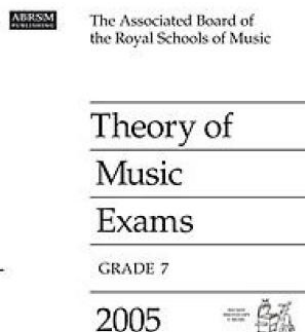 ABRSM
PUBLISHING
The Associated Board of
the Royal Schools of Music
Theory of
Music
Exams
GRADE 7
2005